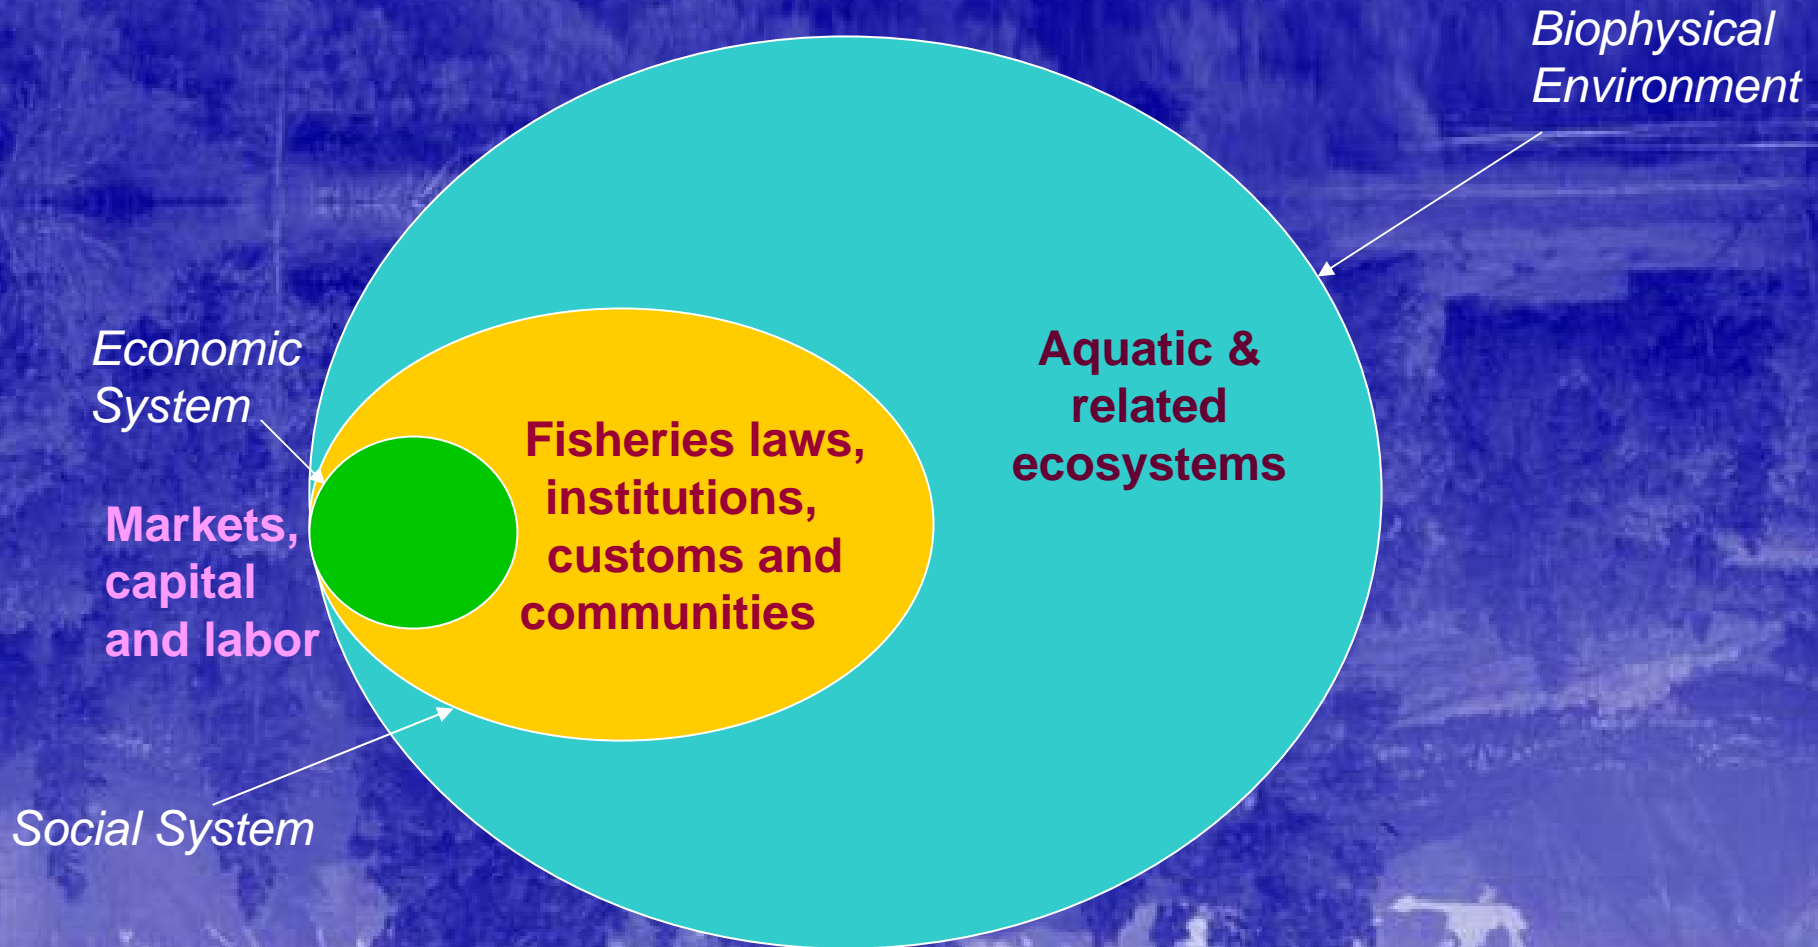 Biophysical
Environment
Economic
System
Markets,
capital
and labor
Fisheries laws,
institutions,
customs and
communities
Aquatic &
related
ecosystems
Social System